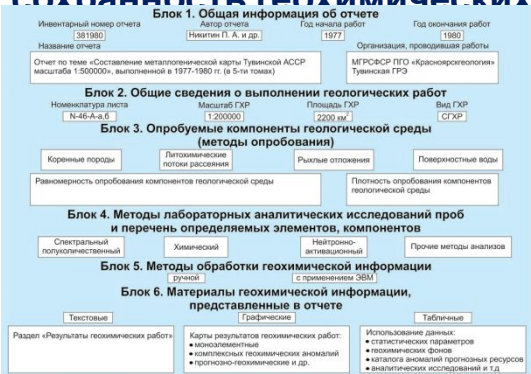 сохранность геохимических
Блок 1. Общая информация об отчете
Инвентарный номер отчета Автор отчета Год начала работ Год окончания работ
381980 Никитин П. А. и др. 1977 1980
Название отчета Организация, проводившая работы
Отчет по теме «Составление металлогенической карты Тувинской АССР
масштаба 1:500000», выполненной в 1977-1980 гг. (в 5-ти томах)
МГРСФСР ПГО «Красноярскгеология»
Тувинская ГРЭ
Блок 2. Общие сведения о выполнении геологических работ
Номенклатура листа Масштаб ГХР Площадь ГХР Вид ГХР
N-46-А-а,б 1:200000 2200 км² СГХР
Блок 3. Опробуемые компоненты геологической среды
(методы опробования)
Коренные породы
Литохимические
потоки рассеяния
Рыхлые отложения
Поверхностные воды
Равномерность опробования компонентов геологической среды
Плотность опробования компонентов
геологической среды
Блок 4. Методы лабораторных аналитических исследований проб
и перечень определяемых элементов, компонентов
Спектральный
полуколичественный
Химический
Нейтронно-
активационный
Прочие методы анализов
Блок 5. Методы обработки геохимической информации
ручной с применением ЭВМ
Блок 6. Материалы геохимической информации,
представленные в отчете
Текстовые Графические Табличные
Раздел «Результаты геохимических работ»
Карты результатов геохимических работ:
• моноэлементные
• комплексных геохимических аномалий
• прогнозно-геохимические и др.
Использование данных:
• статистических параметров
• геохимических фонов
• каталога аномалий прогнозных ресурсов
• аналитических исследований и т.д